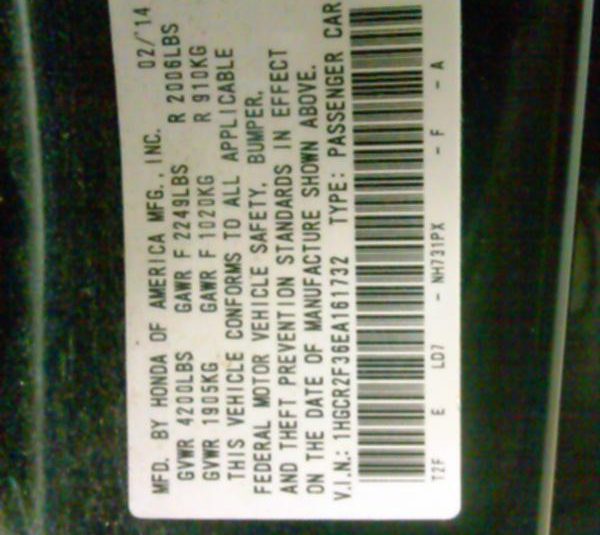 MFD. BY HONDA OF AMERICA MFG., INC. 02/'14
GVWR 4200LBS GAWR F 2249LBS R 2006LBS
GVWR 1905KG GAWR F 1020KG R 910KG
THIS VEHICLE CONFORMS TO ALL APPLICABLE
FEDERAL MOTOR VEHICLE SAFETY, BUMPER,
AND THEFT PREVENTION STANDARDS IN EFFECT
ON THE DATE OF MANUFACTURE SHOWN ABOVE.
V.I.N.: 1HGCR2F36EA161732 TYPE: PASSENGER CAR
T2F E LD7 - NH731PX - F - A